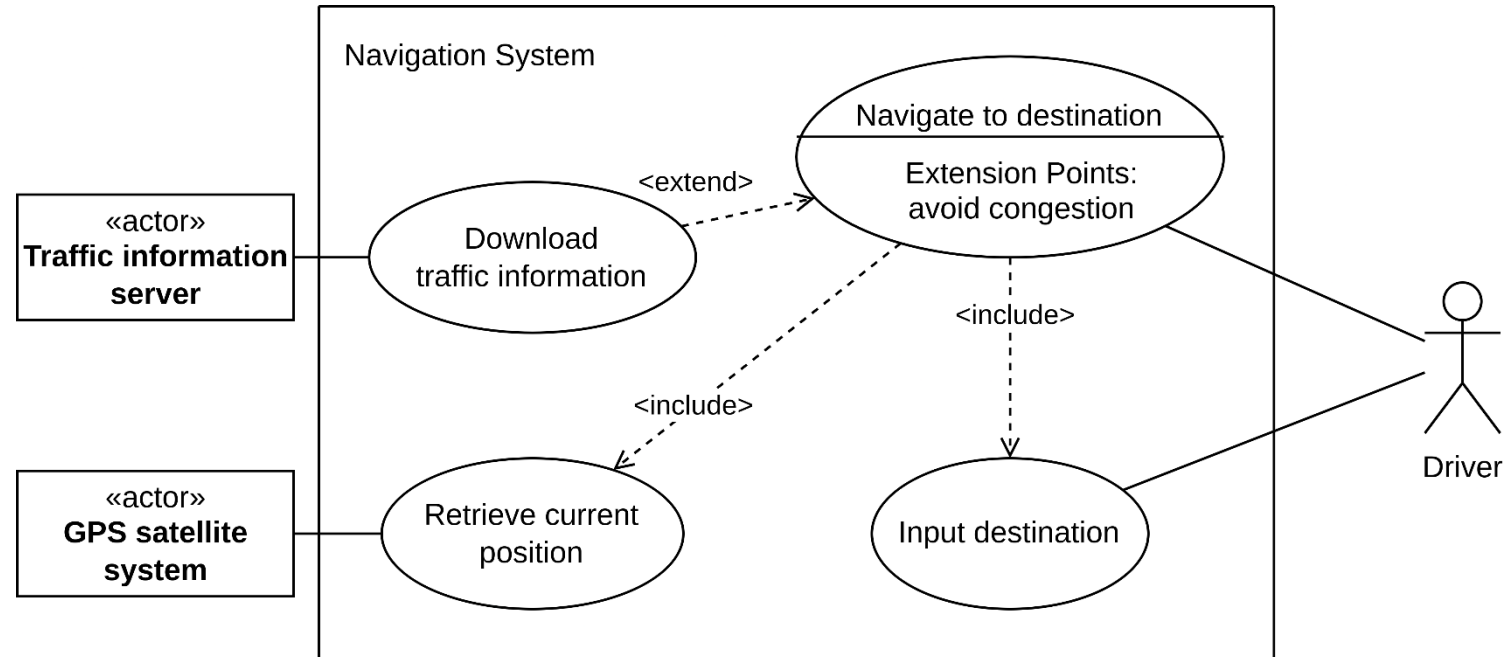 Navigation System
Navigate to destination
Extension Points:
avoid congestion
<extend>
«actor»
Traffic information
server
Download
traffic information
<include>
<include>
«actor»
GPS satellite
system
Retrieve current
position
Input destination
Driver